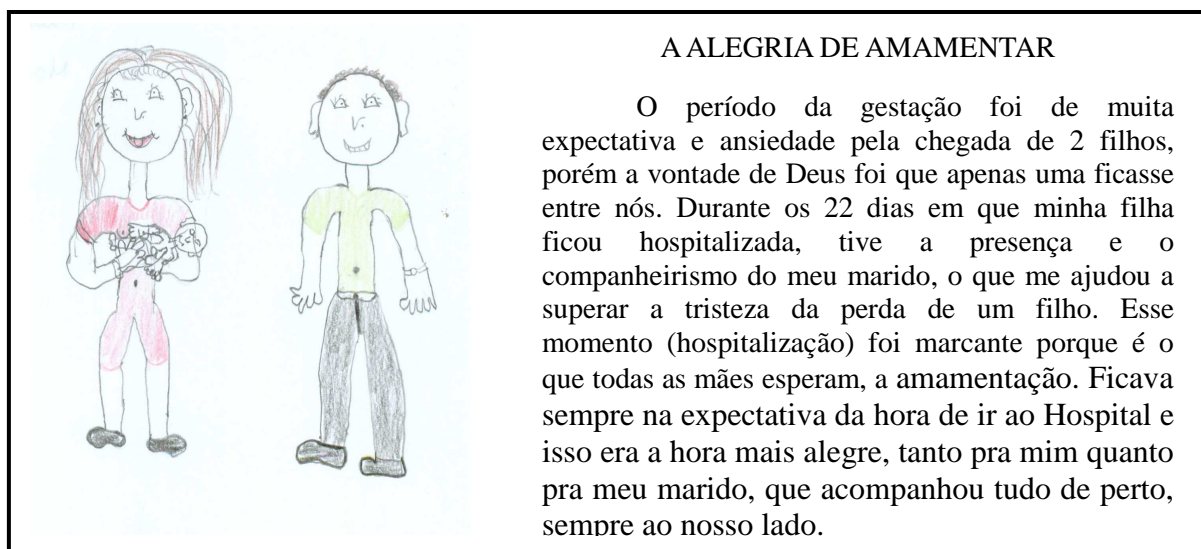 A ALEGRIA DE AMAMENTAR
O período da gestação foi de muita
expectativa e ansiedade pela chegada de 2 filhos,
porém a vontade de Deus foi que apenas uma ficasse
entre nós. Durante os 22 dias em que minha filha
ficou hospitalizada, tive a presença e o
companheirismo do meu marido, o que me ajudou a
superar a tristeza da perda de um filho. Esse
momento (hospitalização) foi marcante porque é o
que todas as mães esperam, a amamentação. Ficava
sempre na expectativa da hora de ir ao Hospital e
isso era a hora mais alegre, tanto pra mim quanto
pra meu marido, que acompanhou tudo de perto,
sempre ao nosso lado.